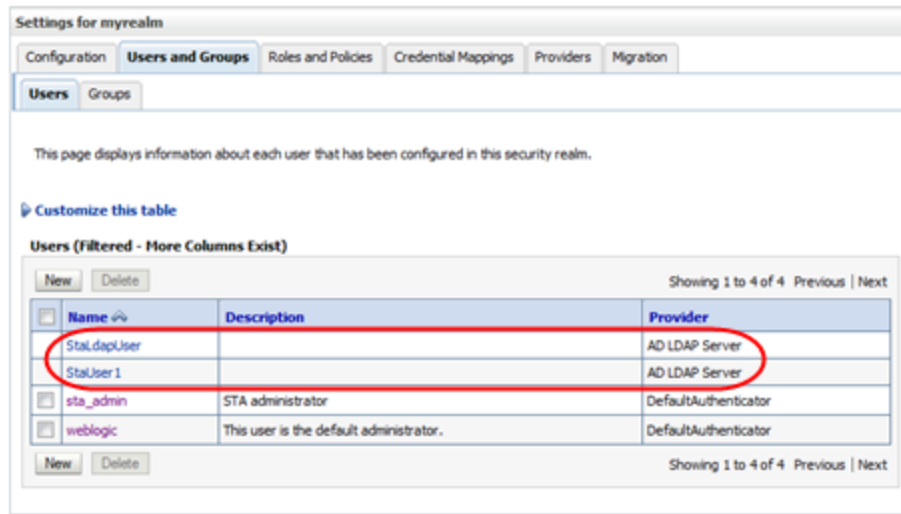 Settings for myrealm
Configuration Users and Groups Roles and Policies Credential Mappings Providers Migration
Users Groups
This page displays information about each user that has been configured in this security realm.
Customize this table
Users (Filtered - More Columns Exist)
New Delete Showing 1 to 4 of 4 Previous | Next
Name Description Provider
StaLdapUser AD LDAP Server
StaUser1 AD LDAP Server
sta_admin STA administrator DefaultAuthenticator
weblogic This user is the default administrator. DefaultAuthenticator
New Delete Showing 1 to 4 of 4 Previous | Next